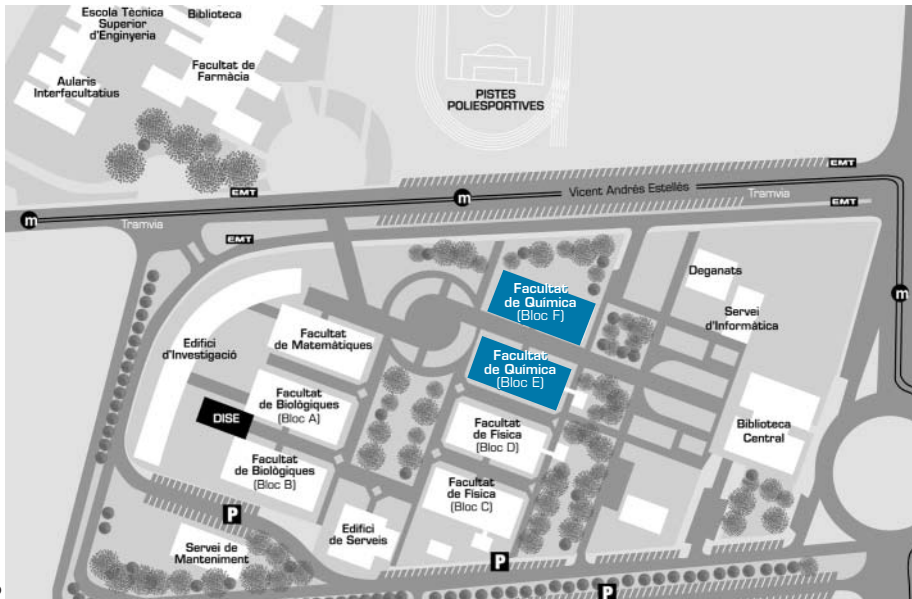 Escola Tècnica
Superior
d'Enginyeria
Biblioteca
Facultat de
Farmàcia
Aularis
Interfacultatius
PISTES
POLIESPORTIVES
EMT
EMT
m
Vicent Andrés Estellés
m
Tramvia
Tramvia
EMT
EMT
Deganats
m
Servei
d'Informàtica
Facultat
de Química
(Bloc F)
Facultat
de Matemàtiques
Edifici
d'Investigació
Facultat
de Química
(Bloc E)
Facultat
de Biològiques
(Bloc A)
DISE
Facultat
de Física
(Bloc D)
Biblioteca
Central
Facultat
de Biològiques
(Bloc B)
Facultat
de Física
(Bloc C)
P
Edifici
de Serveis
Servei de
Manteniment
P
P